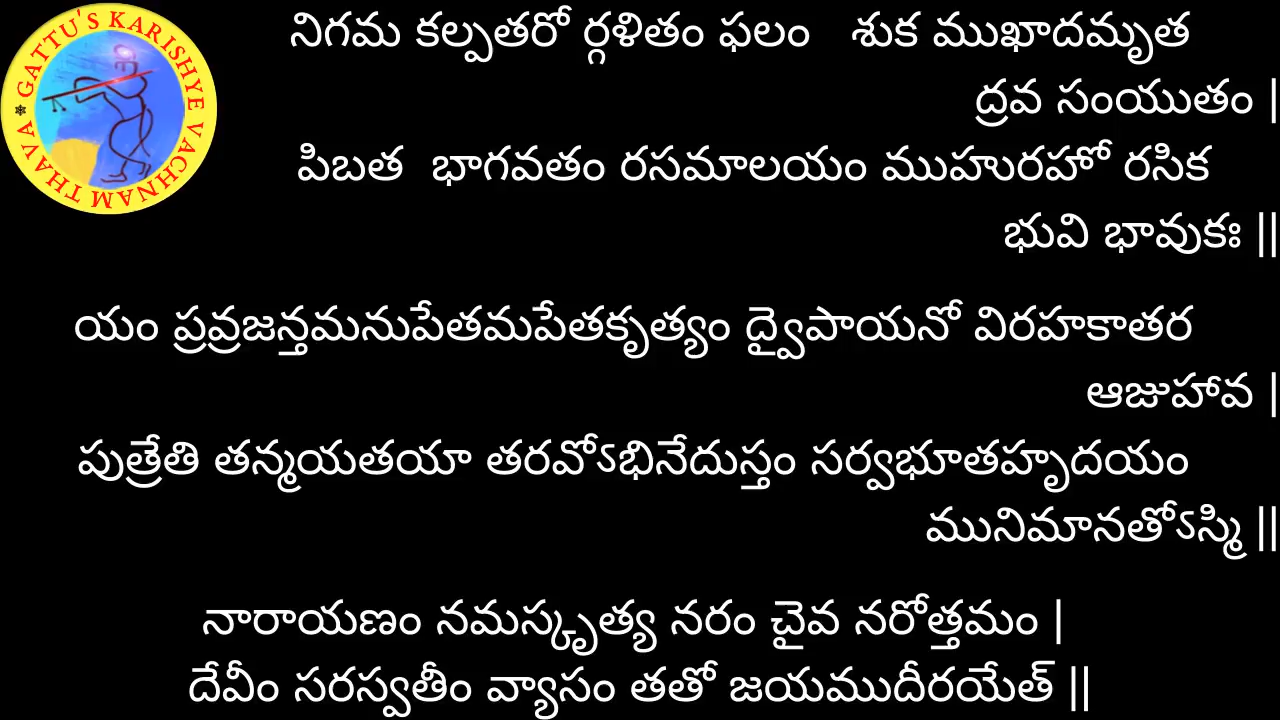 GATTU'S KARISHYE VACHNAM THAVA
నిగమ కల్పతరో ర్గళితం ఫలం   శుక ముఖాదమృత
ద్రవ సంయుతం |
పిబత  భాగవతం రసమాలయం ముహురహో రసిక
భువి భావుకః ||
యం ప్రవ్రజన్తమనుపేతమపేతకృత్యం ద్వైపాయనో విరహకాతర
ఆజుహావ |
పుత్రేతి తన్మయతయా తరవోఽభినేదుస్తం సర్వభూతహృదయం
మునిమానతోఽస్మి ||
నారాయణం నమస్కృత్య నరం చైవ నరోత్తమం |
దేవీం సరస్వతీం వ్యాసం తతో జయముదీరయేత్ ||